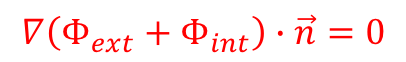 ∇(Φ_ext + Φ_int) · n⃗ = 0